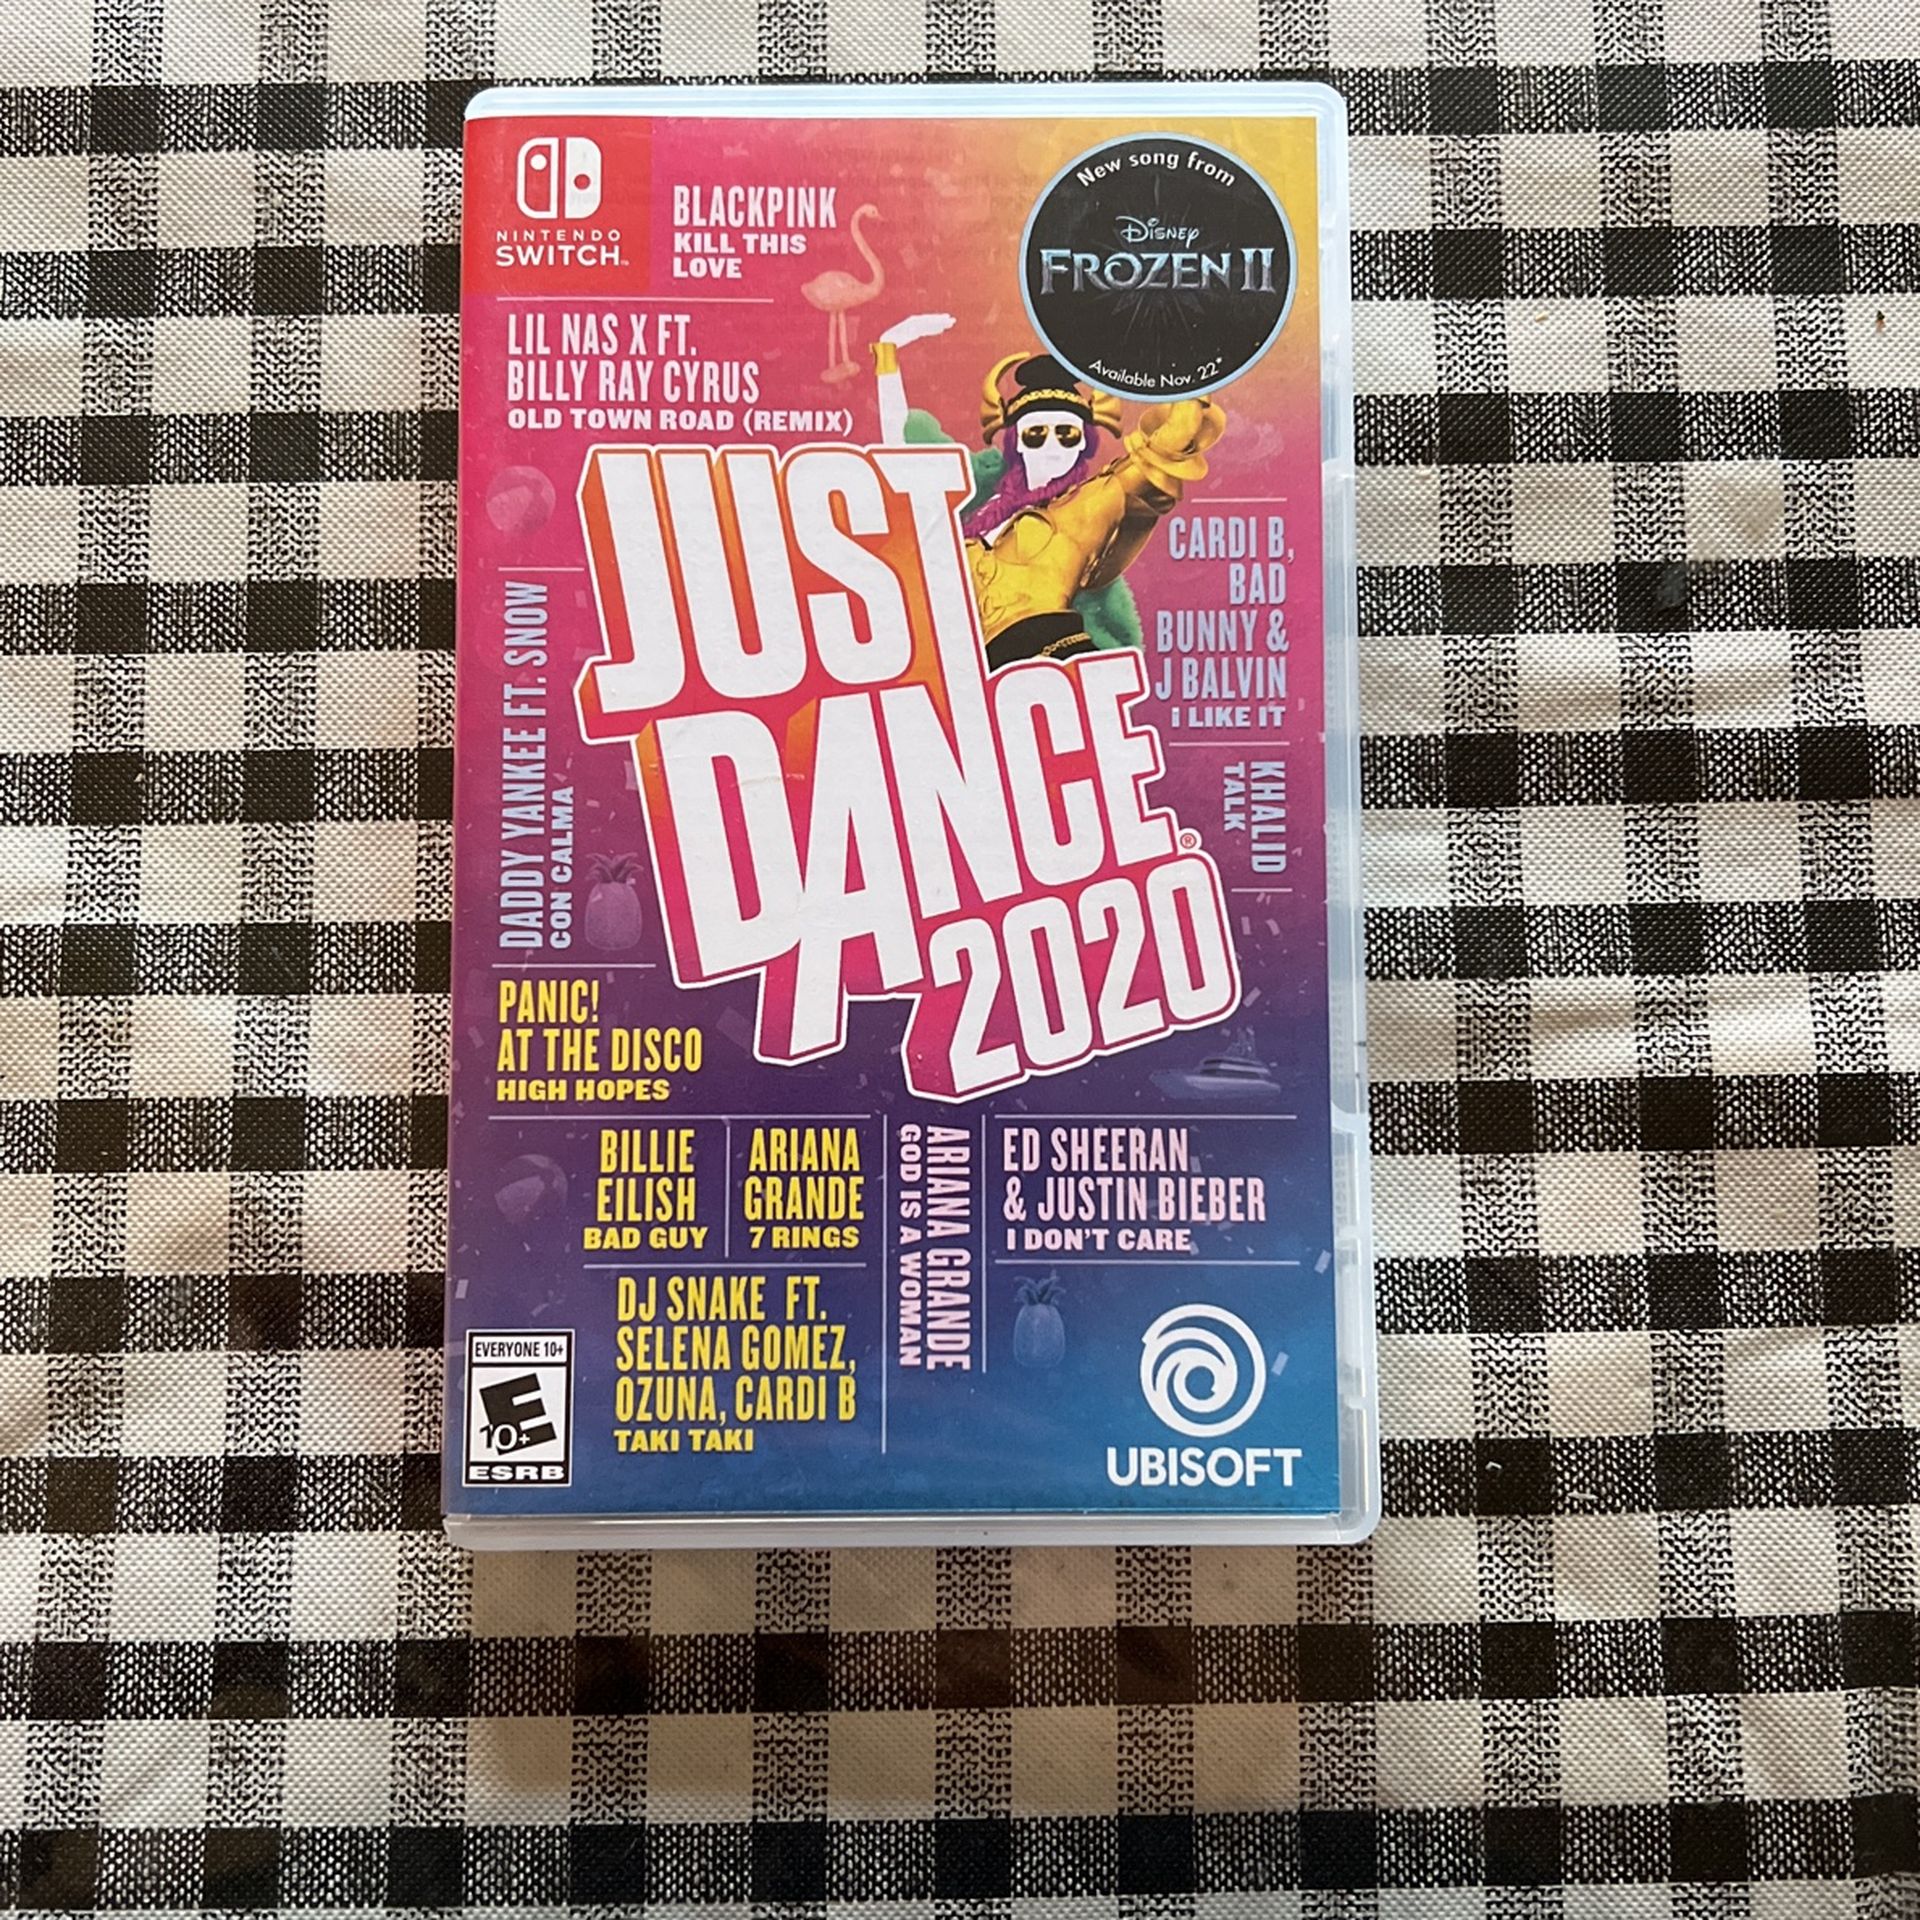 NINTENDO
SWITCH™
BLACKPINK
KILL THIS
LOVE
New song from
Disney
FROZEN II
Available Nov. 22*
LIL NAS X FT.
BILLY RAY CYRUS
OLD TOWN ROAD (REMIX)
JUST
DANCE®
2020
CARDI B,
BAD
BUNNY &
J BALVIN
I LIKE IT
KHALID
TALK
DADDY YANKEE FT. SNOW
CON CALMA
PANIC!
AT THE DISCO
HIGH HOPES
BILLIE
EILISH
BAD GUY
ARIANA
GRANDE
7 RINGS
ARIANA GRANDE
GOD IS A WOMAN
ED SHEERAN
& JUSTIN BIEBER
I DON'T CARE
DJ SNAKE FT.
SELENA GOMEZ,
OZUNA, CARDI B
TAKI TAKI
EVERYONE 10+
E
10+
ESRB
UBISOFT